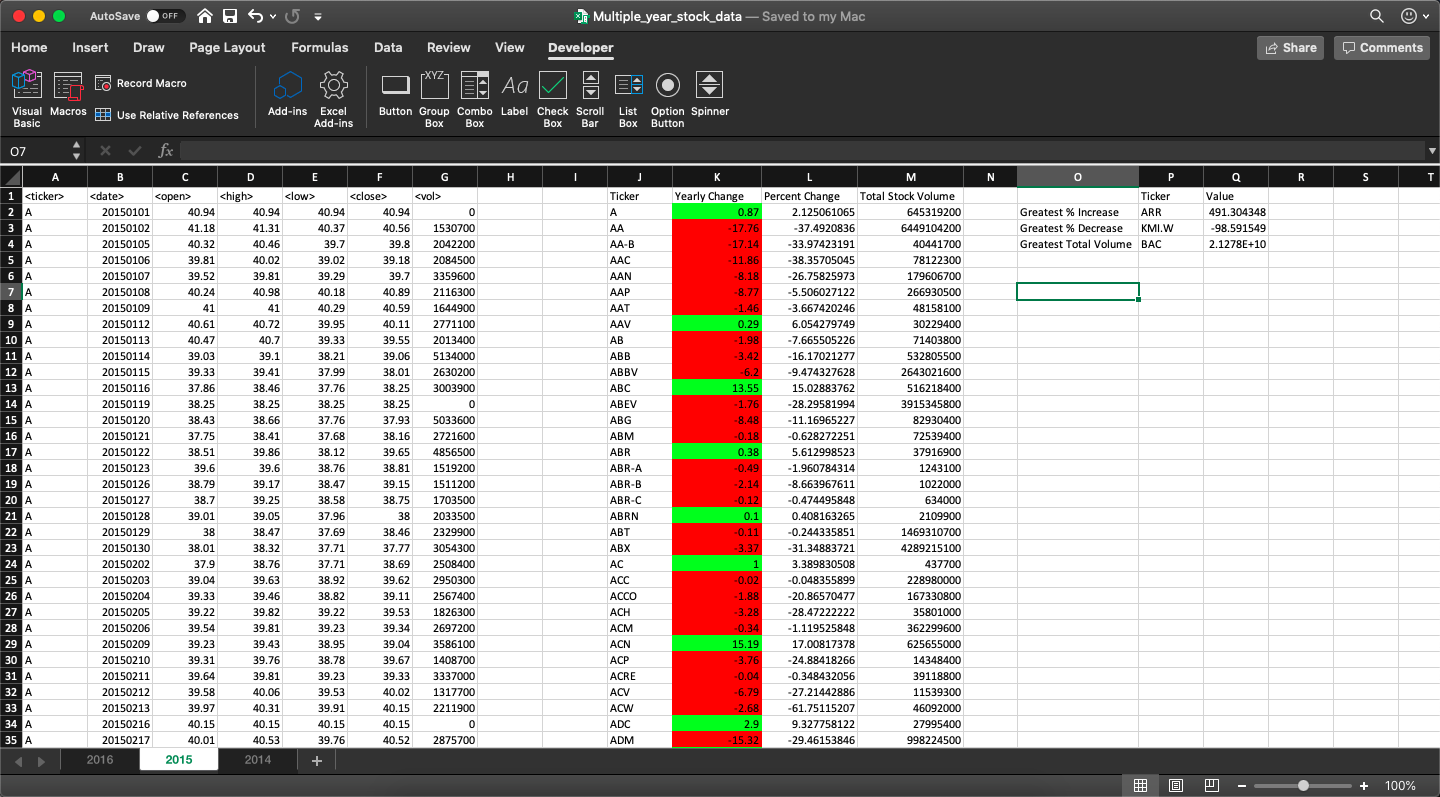 AutoSave OFF Multiple_year_stock_data — Saved to my Mac
Home Insert Draw Page Layout Formulas Data Review View Developer Share Comments
Visual Basic Macros Record Macro Use Relative References Add-ins Excel Add-ins Button Group Box Combo Box Label Check Box Scroll Bar List Box Option Button Spinner
XYZ Aa
O7 fx
A B C D E F G H I J K L M N O P Q R S T
1 <ticker> <date> <open> <high> <low> <close> <vol> Ticker Yearly Change Percent Change Total Stock Volume Ticker Value
2 A 20150101 40.94 40.94 40.94 40.94 0 A 0.87 2.125061065 645319200 Greatest % Increase ARR 491.304348
3 A 20150102 41.18 41.31 40.37 40.56 1530700 AA -17.76 -37.4920836 6449104200 Greatest % Decrease KMI.W -98.591549
4 A 20150105 40.32 40.46 39.7 39.8 2042200 AA-B -17.14 -33.97423191 40441700 Greatest Total Volume BAC 2.1278E+10
5 A 20150106 39.81 40.02 39.02 39.18 2084500 AAC -11.86 -38.35705045 78122300
6 A 20150107 39.52 39.81 39.29 39.7 3359600 AAN -8.18 -26.75825973 179606700
7 A 20150108 40.24 40.98 40.18 40.89 2116300 AAP -8.77 -5.506027122 266930500
8 A 20150109 41 41 40.29 40.59 1644900 AAT -1.46 -3.667420246 48158100
9 A 20150112 40.61 40.72 39.95 40.11 2771100 AAV 0.29 6.054279749 30229400
10 A 20150113 40.47 40.7 39.33 39.55 2013400 AB -1.98 -7.665505226 71403800
11 A 20150114 39.03 39.1 38.21 39.06 5134000 ABB -3.42 -16.17021277 532805500
12 A 20150115 39.33 39.41 37.99 38.01 2630200 ABBV -6.2 -9.474327628 2643021600
13 A 20150116 37.86 38.46 37.76 38.25 3003900 ABC 13.55 15.02883762 516218400
14 A 20150119 38.25 38.25 38.25 38.25 0 ABEV -1.76 -28.29581994 3915345800
15 A 20150120 38.43 38.66 37.76 37.93 5033600 ABG -8.48 -11.16965227 82930400
16 A 20150121 37.75 38.41 37.68 38.16 2721600 ABM -0.18 -0.628272251 72539400
17 A 20150122 38.51 39.86 38.12 39.65 4856500 ABR 0.38 5.612998523 37916900
18 A 20150123 39.6 39.6 38.76 38.81 1519200 ABR-A -0.49 -1.960784314 1243100
19 A 20150126 38.79 39.17 38.47 39.15 1511200 ABR-B -2.14 -8.663967611 1022000
20 A 20150127 38.7 39.25 38.58 38.75 1703500 ABR-C -0.12 -0.474495848 634000
21 A 20150128 39.01 39.05 37.96 38 2033500 ABRN 0.1 0.408163265 2109900
22 A 20150129 38 38.47 37.69 38.46 2329900 ABT -0.11 -0.244335851 1469310700
23 A 20150130 38.01 38.32 37.71 37.77 3054300 ABX -3.37 -31.34883721 4289215100
24 A 20150202 37.9 38.76 37.71 38.69 2508400 AC 1 3.389830508 437700
25 A 20150203 39.04 39.63 38.92 39.62 2950300 ACC -0.02 -0.048355899 228980000
26 A 20150204 39.33 39.46 38.82 39.11 2567400 ACCO -1.88 -20.86570477 167330800
27 A 20150205 39.22 39.82 39.22 39.53 1826300 ACH -3.28 -28.47222222 35801000
28 A 20150206 39.54 39.81 39.23 39.34 2697200 ACM -0.34 -1.119525848 362299600
29 A 20150209 39.23 39.43 38.95 39.04 3586100 ACN 15.19 17.00817378 625655000
30 A 20150210 39.31 39.76 38.78 39.67 1408700 ACP -3.76 -24.88418266 14348400
31 A 20150211 39.64 39.81 39.23 39.33 3337000 ACRE -0.04 -0.348432056 39118800
32 A 20150212 39.58 40.06 39.53 40.02 1317700 ACV -6.79 -27.21442886 11539300
33 A 20150213 39.97 40.31 39.91 40.15 2211900 ACW -2.68 -61.75115207 46092000
34 A 20150216 40.15 40.15 40.15 40.15 0 ADC 2.9 9.327758122 27995400
35 A 20150217 40.01 40.53 39.76 40.52 2875700 ADM -15.32 -29.46153846 998224500
2016 2015 2014 +
100%